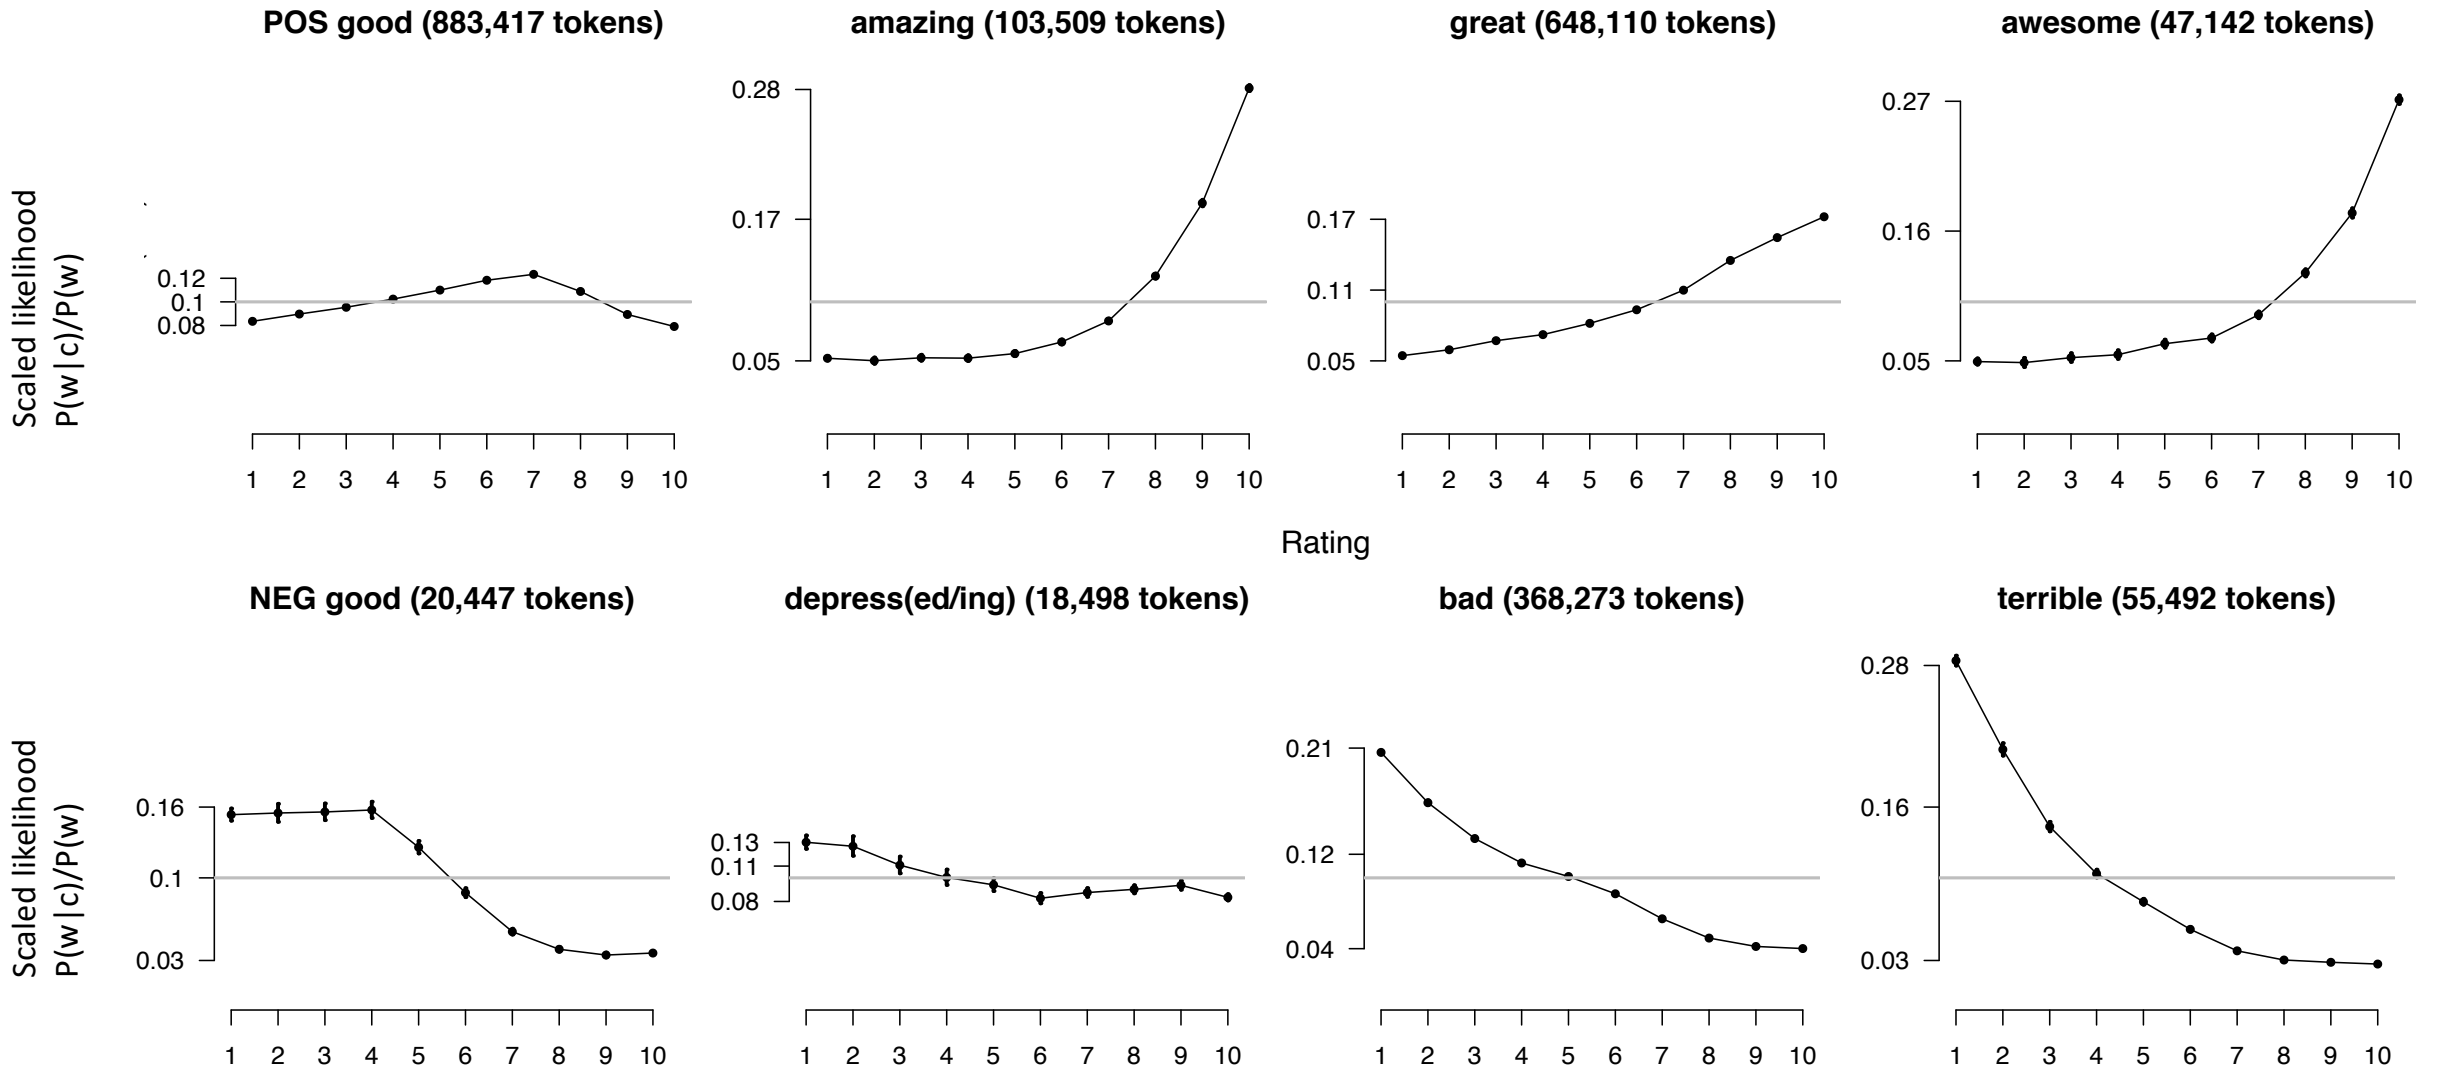 POS good (883,417 tokens)
amazing (103,509 tokens)
great (648,110 tokens)
awesome (47,142 tokens)
Scaled likelihood
P(w|c)/P(w)
0.12
0.1
0.08
1 2 3 4 5 6 7 8 9 10
0.28
0.17
0.05
1 2 3 4 5 6 7 8 9 10
0.17
0.11
0.05
1 2 3 4 5 6 7 8 9 10
0.27
0.16
0.05
1 2 3 4 5 6 7 8 9 10
Rating
NEG good (20,447 tokens)
depress(ed/ing) (18,498 tokens)
bad (368,273 tokens)
terrible (55,492 tokens)
Scaled likelihood
P(w|c)/P(w)
0.16
0.1
0.03
1 2 3 4 5 6 7 8 9 10
0.13
0.11
0.08
1 2 3 4 5 6 7 8 9 10
0.21
0.12
0.04
1 2 3 4 5 6 7 8 9 10
0.28
0.16
0.03
1 2 3 4 5 6 7 8 9 10